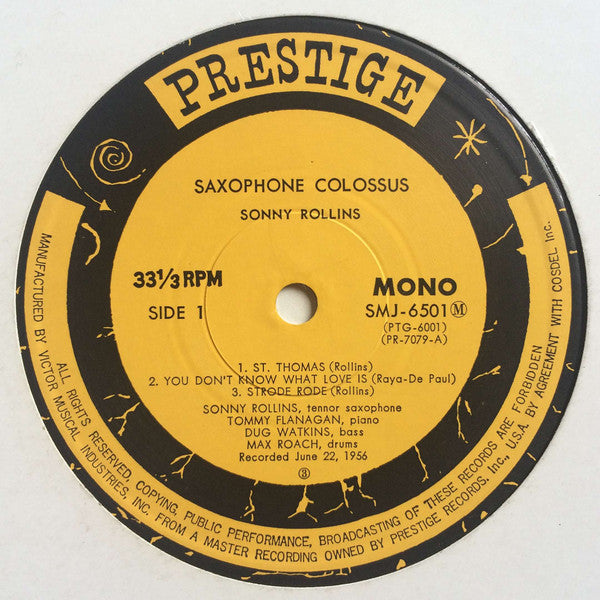 PRESTIGE
SAXOPHONE COLOSSUS
SONNY ROLLINS
33 1/3 RPM
MONO
SIDE 1
SMJ-6501 Ⓜ
(PTG-6001)
(PR-7079-A)
1. ST. THOMAS (Rollins)
2. YOU DON'T KNOW WHAT LOVE IS (Raya-De Paul)
3. STRODE RODE (Rollins)
SONNY ROLLINS, tennor saxophone
TOMMY FLANAGAN, piano
DUG WATKINS, bass
MAX ROACH, drums
Recorded June 22, 1956
③
ALL RIGHTS RESERVED, COPYING, PUBLIC PERFORMANCE, BROADCASTING OF THESE RECORDS ARE FORBIDDEN
MANUFACTURED BY VICTOR MUSICAL INDUSTRIES, INC. FROM A MASTER RECORDING OWNED BY PRESTIGE RECORDS. Inc., U.S.A. BY AGREEMENT WITH COSDEL Inc.